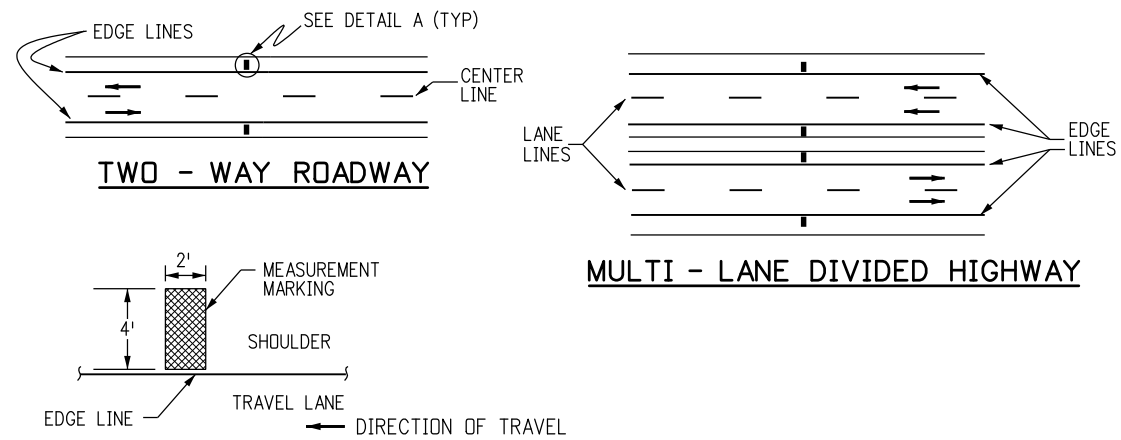 EDGE LINES
SEE DETAIL A (TYP)
CENTER
LINE
TWO - WAY ROADWAY
LANE
LINES
EDGE
LINES
MULTI - LANE DIVIDED HIGHWAY
2'
MEASUREMENT
MARKING
4'
SHOULDER
EDGE LINE
TRAVEL LANE
DIRECTION OF TRAVEL